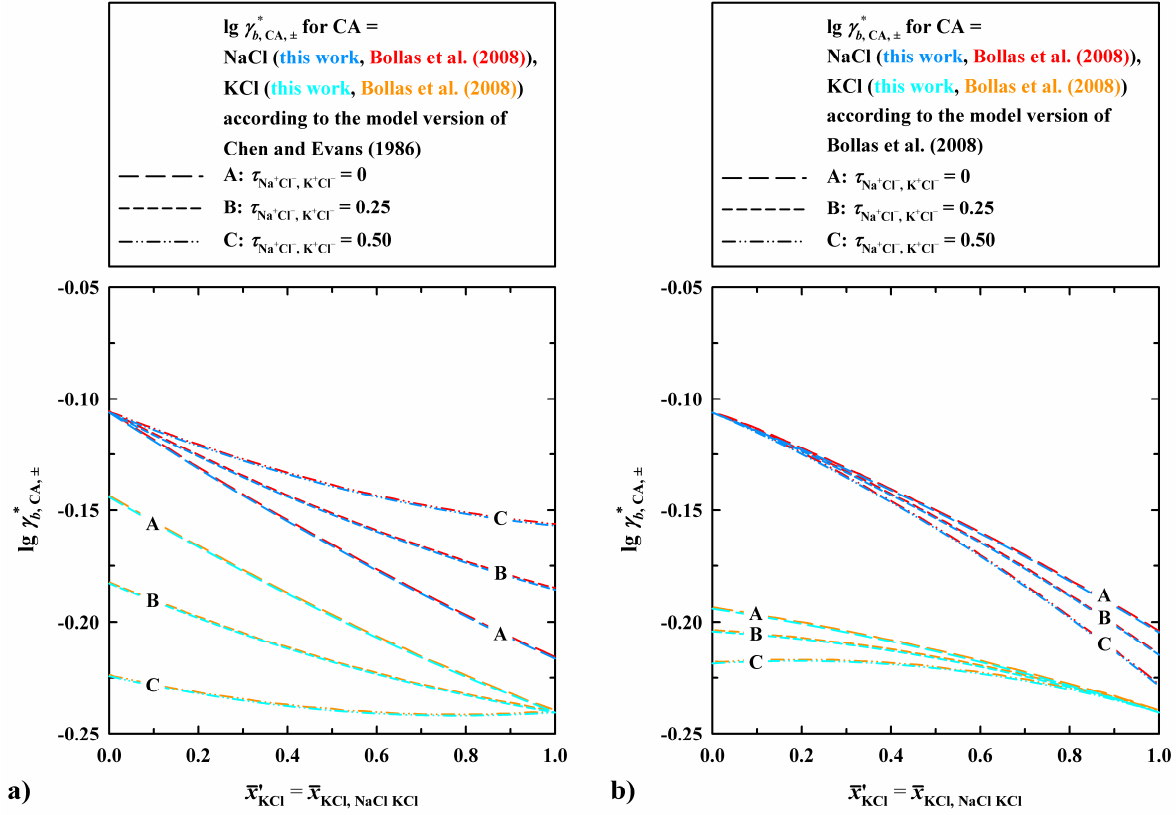 lg γ*b, CA, ± for CA =
NaCl (this work, Bollas et al. (2008)),
KCl (this work, Bollas et al. (2008))
according to the model version of
Chen and Evans (1986)
A: τNa⁺Cl⁻, K⁺Cl⁻ = 0
B: τNa⁺Cl⁻, K⁺Cl⁻ = 0.25
C: τNa⁺Cl⁻, K⁺Cl⁻ = 0.50
-0.05
-0.10
-0.15
-0.20
-0.25
lg γ*b, CA, ±
C
B
A
A
B
C
0.0 0.2 0.4 0.6 0.8 1.0
a)
x̄'KCl = x̄KCl, NaCl KCl
lg γ*b, CA, ± for CA =
NaCl (this work, Bollas et al. (2008)),
KCl (this work, Bollas et al. (2008))
according to the model version of
Bollas et al. (2008)
A: τNa⁺Cl⁻, K⁺Cl⁻ = 0
B: τNa⁺Cl⁻, K⁺Cl⁻ = 0.25
C: τNa⁺Cl⁻, K⁺Cl⁻ = 0.50
-0.05
-0.10
-0.15
-0.20
-0.25
lg γ*b, CA, ±
A
B
C
A
B
C
0.0 0.2 0.4 0.6 0.8 1.0
b)
x̄'KCl = x̄KCl, NaCl KCl